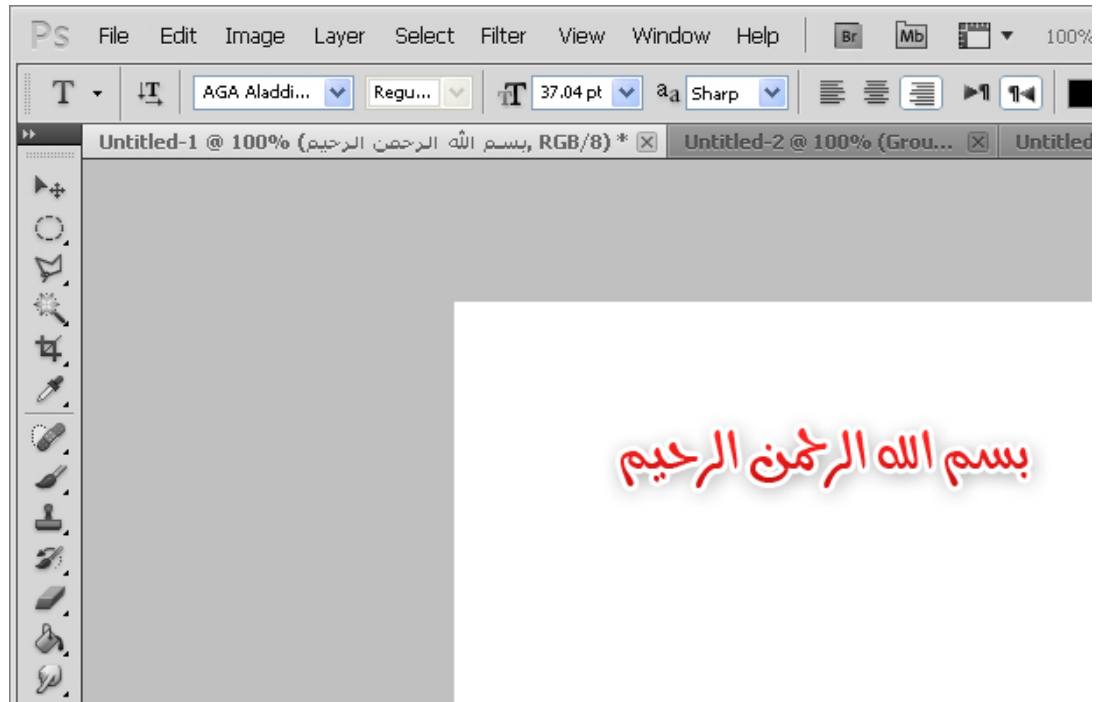 Ps File Edit Image Layer Select Filter View Window Help Br Mb 100%
T T AGA Aladdi... Regu... T 37.04 pt aa Sharp
Untitled-1 @ 100% (بسم الله الرحمن الرحيم, RGB/8) * Untitled-2 @ 100% (Grou... Untitled
بسم الله الرحمن الرحيم